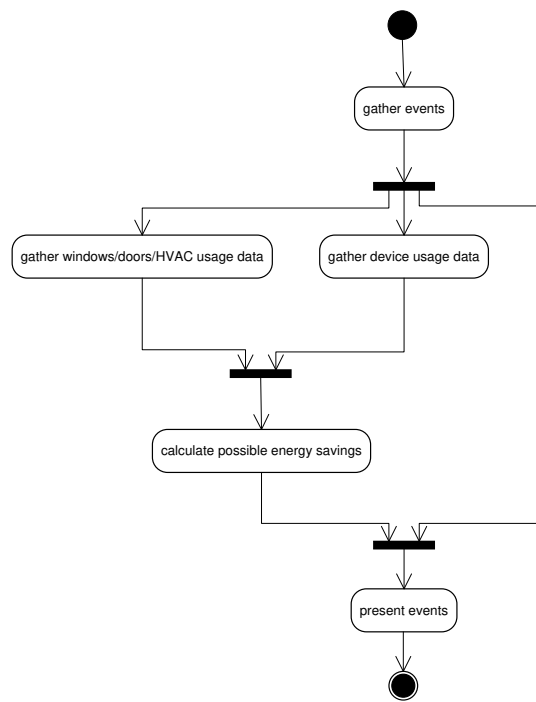 gather events
gather windows/doors/HVAC usage data
gather device usage data
calculate possible energy savings
present events